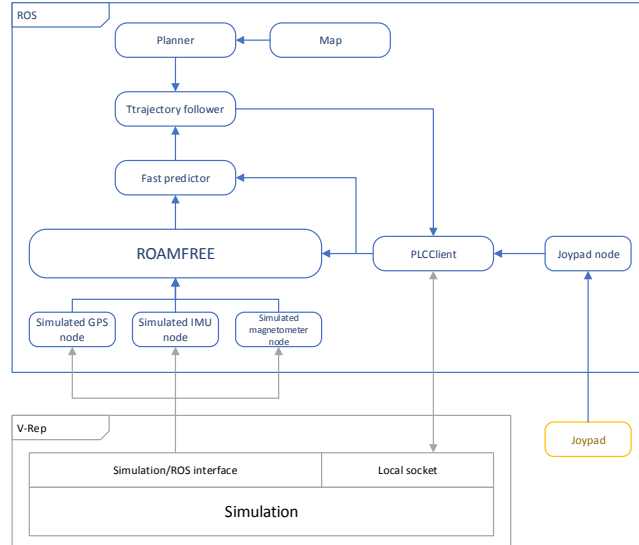 ROS
Planner
Map
Ttrajectory follower
Fast predictor
ROAMFREE
PLCClient
Joypad node
Simulated GPS
node
Simulated IMU
node
Simulated
magnetometer
node
V-Rep
Joypad
Simulation/ROS interface
Local socket
Simulation